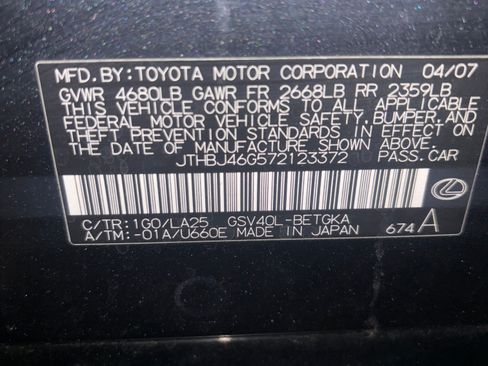 MFD. BY: TOYOTA MOTOR CORPORATION 04/07
GVWR 4680LB GAWR FR 2668LB RR 2359LB
THIS VEHICLE CONFORMS TO ALL APPLICABLE
FEDERAL MOTOR VEHICLE SAFETY, BUMPER, AND
THEFT PREVENTION STANDARDS IN EFFECT ON
THE DATE OF MANUFACTURE SHOWN ABOVE.
JTHBJ46G572123372 PASS. CAR
C/TR: 1G0/LA25 GSV40L-BETGKA
A/TM: -01A/U660E MADE IN JAPAN 674 A